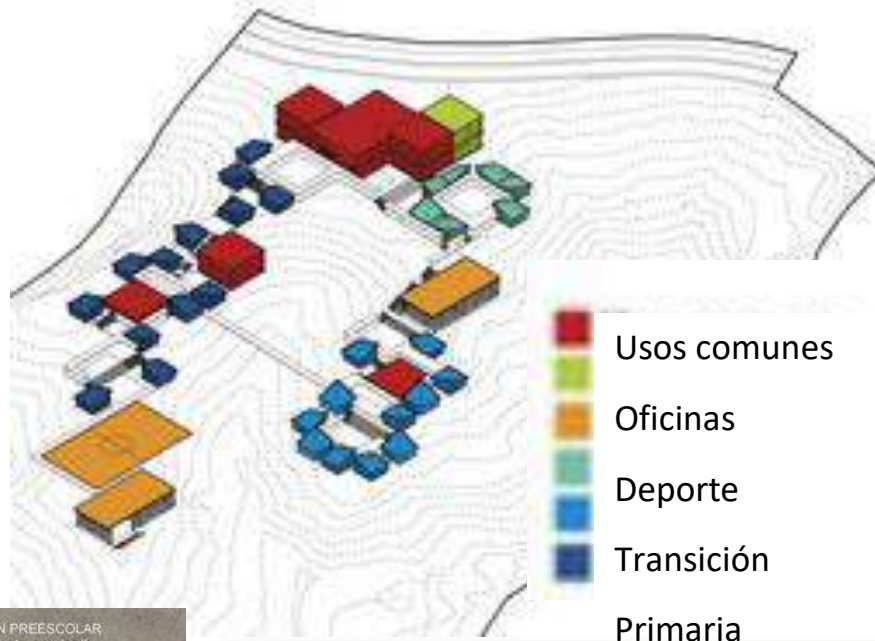 Usos comunes
Oficinas
Deporte
Transición
Primaria
N PREESCOLAR